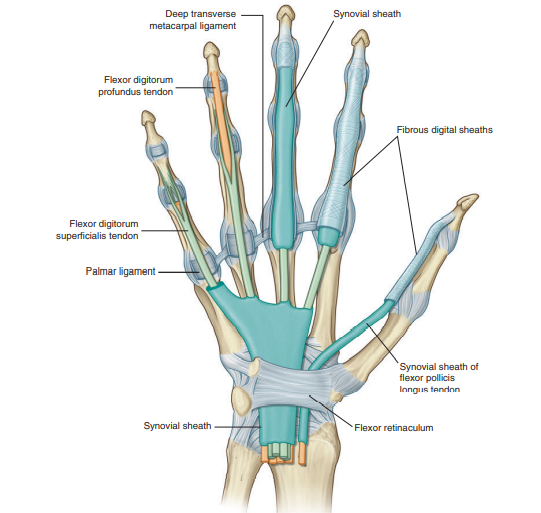 Deep transverse
metacarpal ligament
Synovial sheath
Flexor digitorum
profundus tendon
Fibrous digital sheaths
Flexor digitorum
superficialis tendon
Palmar ligament
Synovial sheath of
flexor pollicis
longus tendon
Synovial sheath
Flexor retinaculum